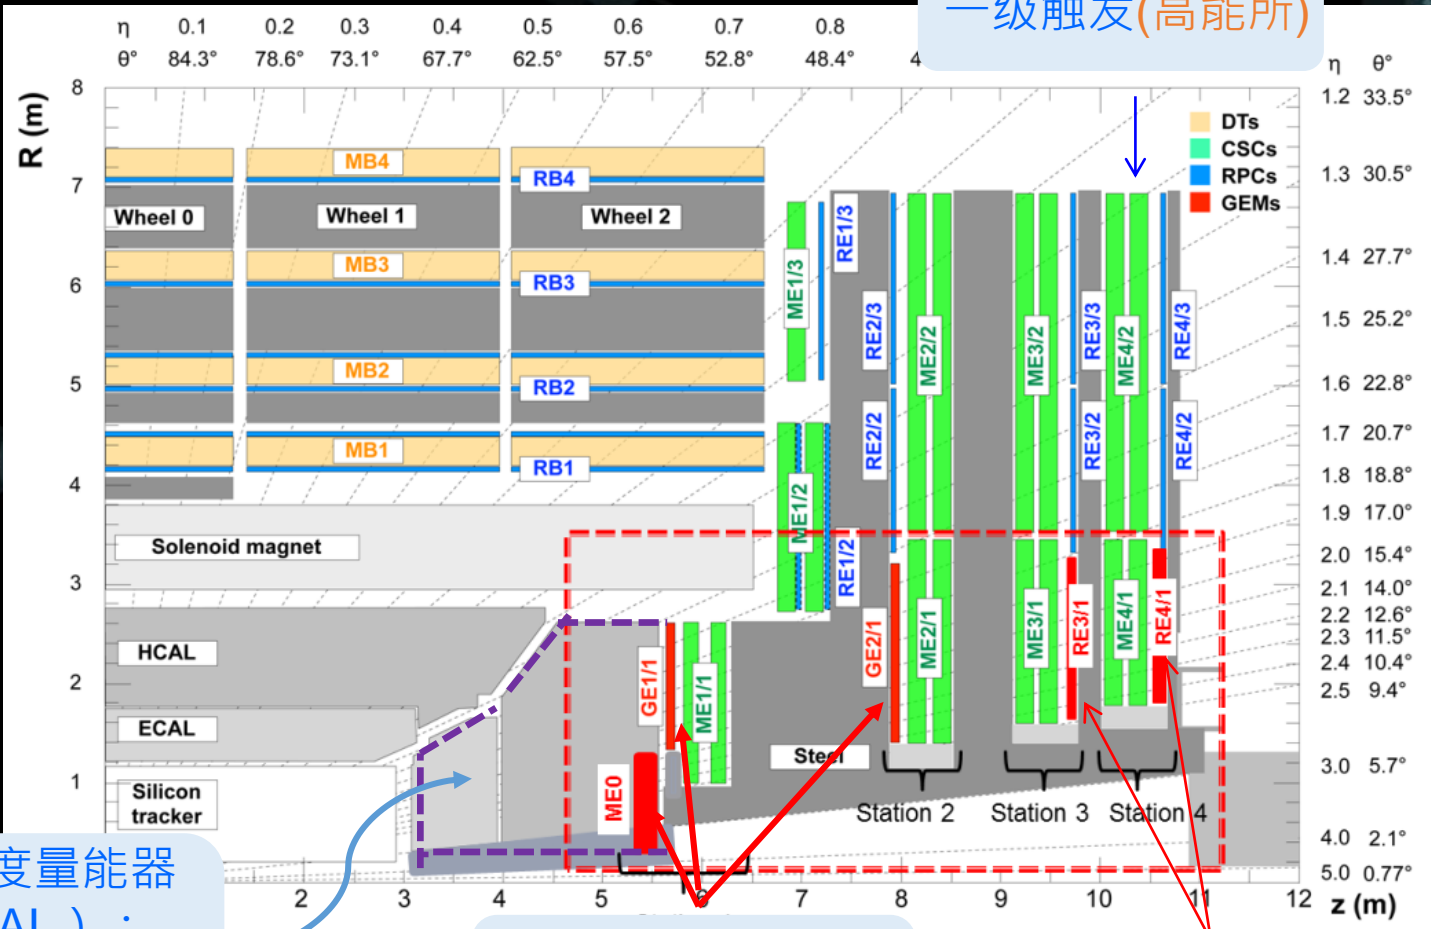 一级触发(高能所)
η 0.1 0.2 0.3 0.4 0.5 0.6 0.7 0.8
θ° 84.3° 78.6° 73.1° 67.7° 62.5° 57.5° 52.8° 48.4° 4
η θ°
R (m)
8
7
6
5
4
3
2
1
1.2 33.5°
1.3 30.5°
1.4 27.7°
1.5 25.2°
1.6 22.8°
1.7 20.7°
1.8 18.8°
1.9 17.0°
2.0 15.4°
2.1 14.0°
2.2 12.6°
2.3 11.5°
2.4 10.4°
2.5 9.4°
3.0 5.7°
4.0 2.1°
5.0 0.77°
DTs
CSCs
RPCs
GEMs
MB4
RB4
Wheel 0
Wheel 1
Wheel 2
MB3
RB3
MB2
RB2
MB1
RB1
Solenoid magnet
HCAL
ECAL
Silicon
tracker
ME1/3
RE1/3
ME1/2
RE1/2
RE2/3
RE2/2
ME2/2
ME3/2
RE3/3
RE3/2
ME4/2
RE4/3
RE4/2
GE1/1
ME1/1
ME0
GE2/1
ME2/1
ME3/1
RE3/1
ME4/1
RE4/1
Steel
Station 2
Station 3
Station 4
度量能器
AL ) :
2 3 4 5 6 7 8 9 10 11 12
z (m)